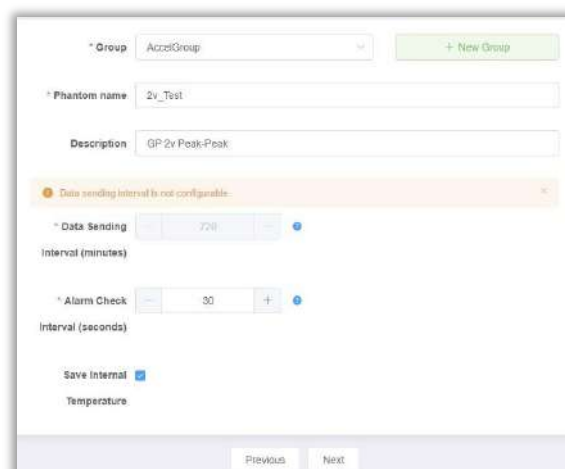 * Group AccelGroup + New Group
* Phantom name 2v_Test
Description GP 2v Peak-Peak
Data sending interval is not configurable ×
* Data Sending − 720 + ?
Interval (minutes)
* Alarm Check − 30 + ?
Interval (seconds)
Save Internal
Temperature
Previous Next